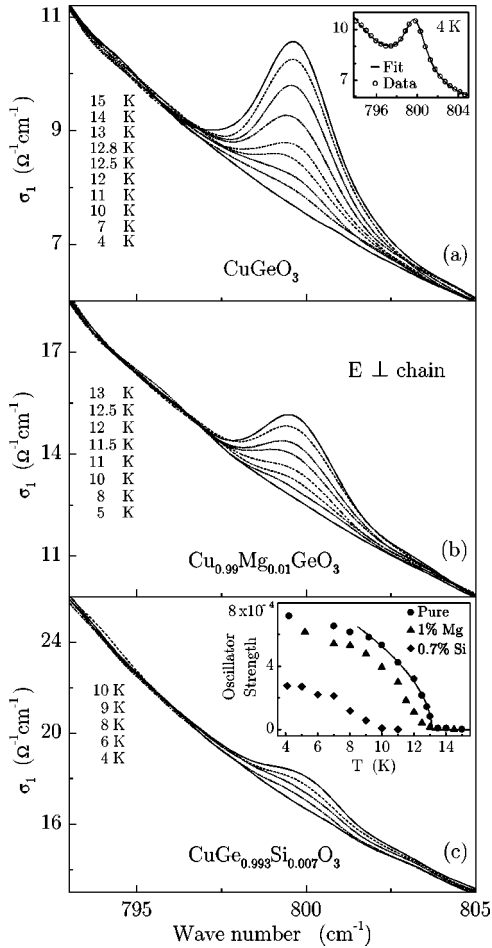 11
9
7
σ₁ (Ω⁻¹cm⁻¹)
15 K
14 K
13 K
12.8 K
12.5 K
12 K
11 K
10 K
7 K
4 K
10
7
4 K
Fit
Data
796 800 804
(a)
CuGeO₃
17
14
11
σ₁ (Ω⁻¹cm⁻¹)
E ⊥ chain
13 K
12.5 K
12 K
11.5 K
11 K
10 K
8 K
5 K
(b)
Cu₀.₉₉Mg₀.₀₁GeO₃
24
20
16
σ₁ (Ω⁻¹cm⁻¹)
10 K
9 K
8 K
6 K
4 K
8x10⁻⁴
6
4
2
0
Oscillator
Strength
Pure
1% Mg
0.7% Si
4 6 8 10 12 14 16
T (K)
(c)
CuGe₀.₉₉₃Si₀.₀₀₇O₃
795 800 805
Wave number (cm⁻¹)